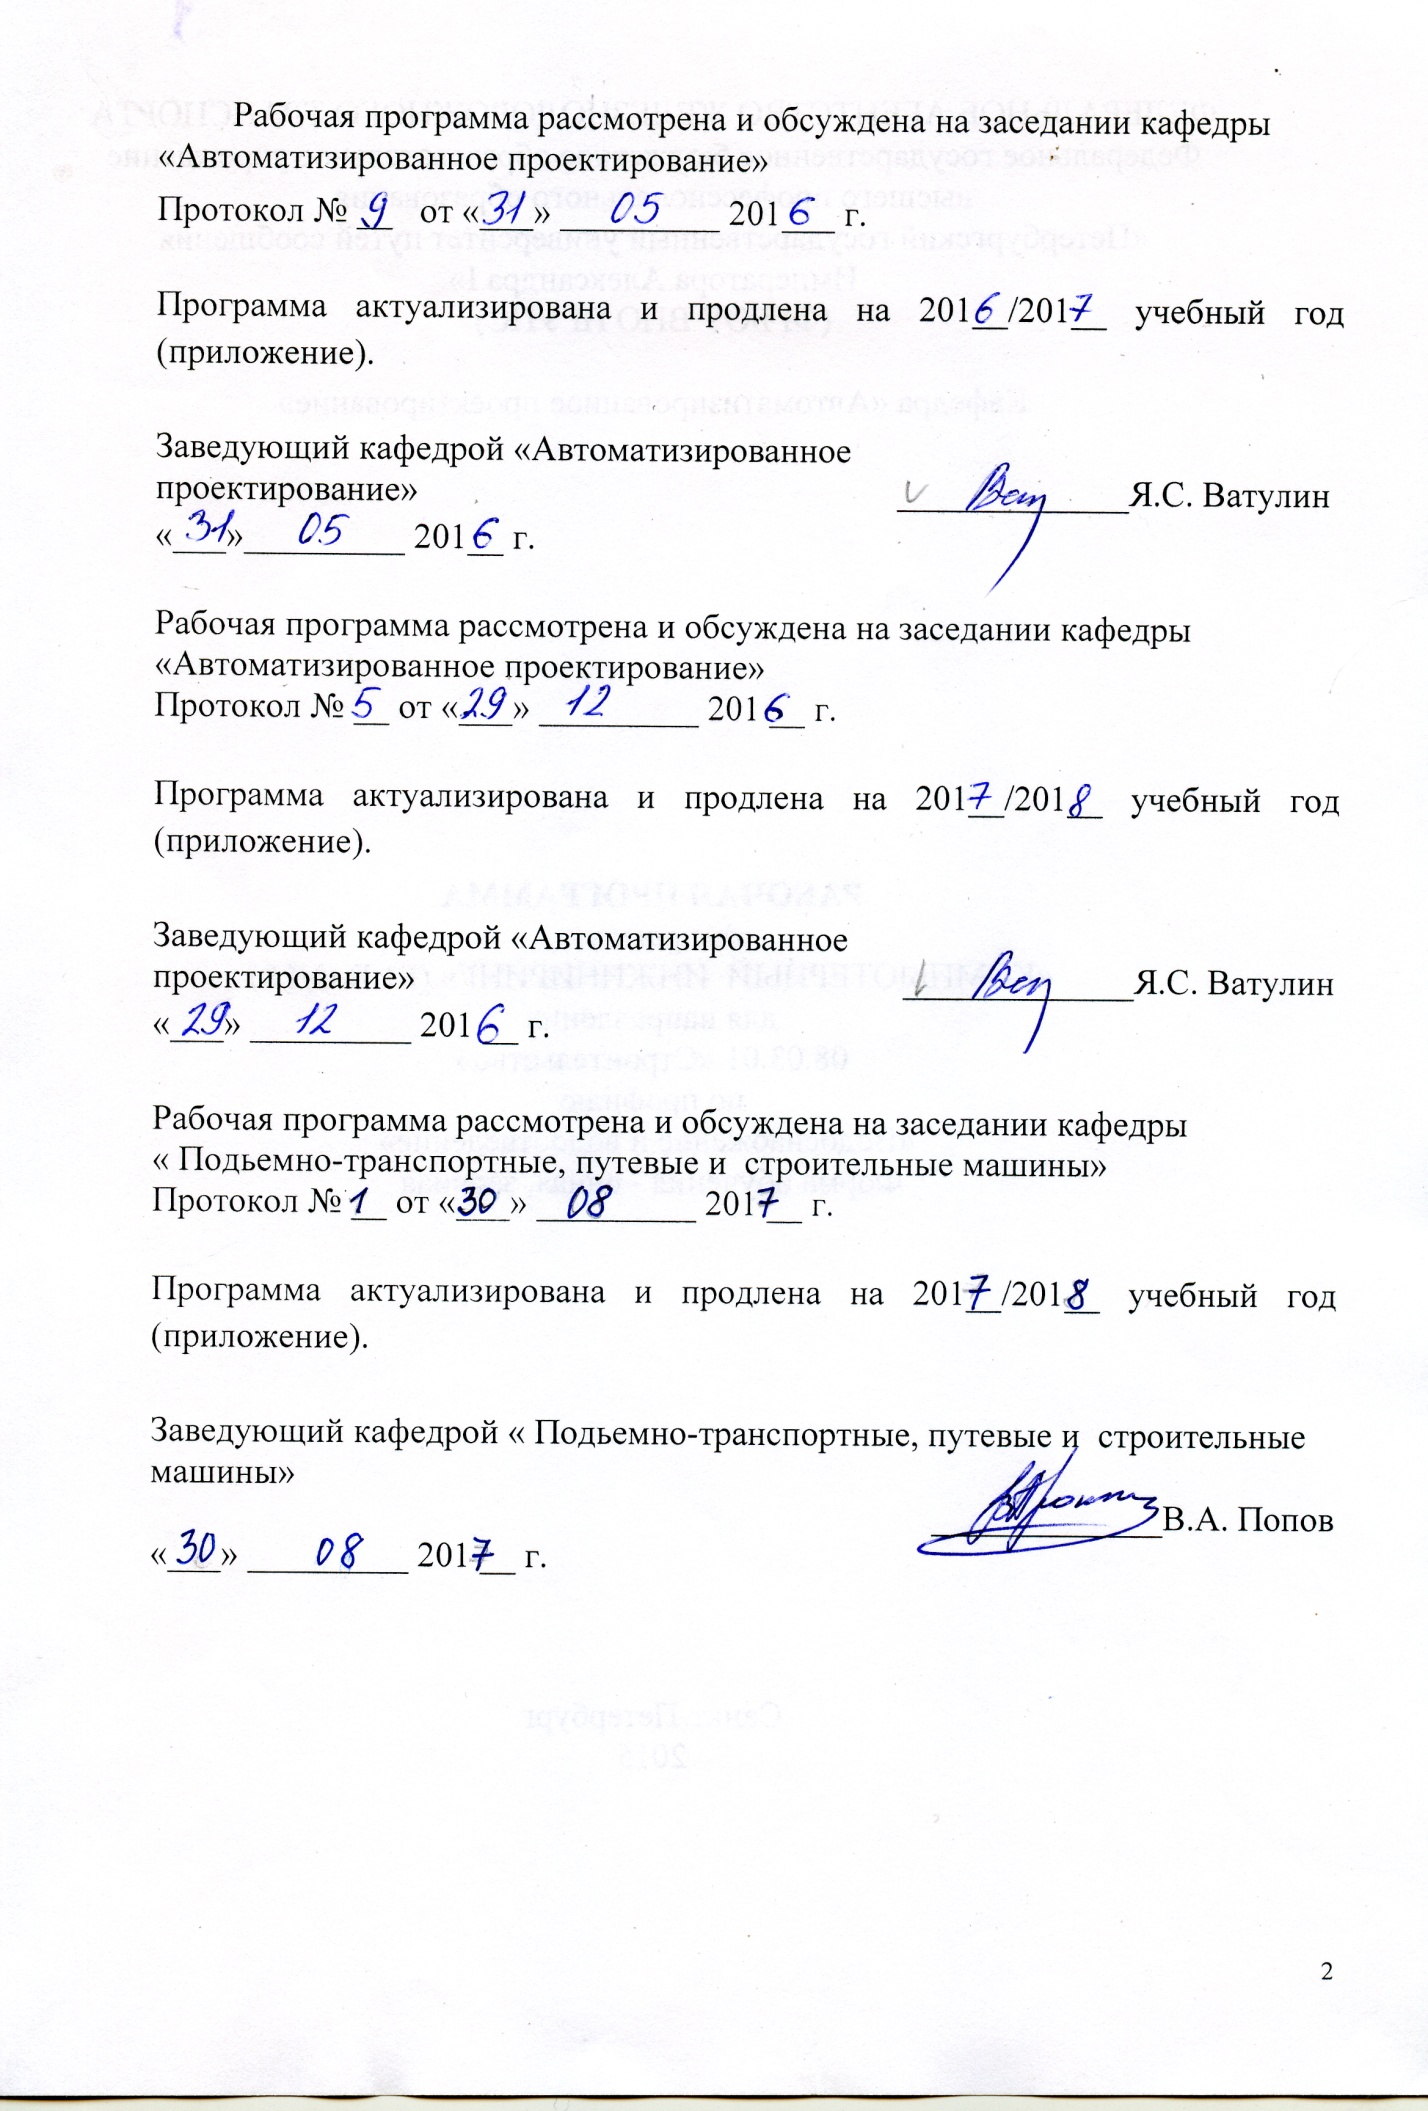 Рабочая программа рассмотрена и обсуждена на заседании кафедры
«Автоматизированное проектирование»
Протокол № 9 от «31» 05 2016 г.
Программа актуализирована и продлена на 2016/2017 учебный год
(приложение).
Заведующий кафедрой «Автоматизированное
проектирование» Я.С. Ватулин
«31» 05 2016 г.
Рабочая программа рассмотрена и обсуждена на заседании кафедры
«Автоматизированное проектирование»
Протокол № 5 от «29» 12 2016 г.
Программа актуализирована и продлена на 2017/2018 учебный год
(приложение).
Заведующий кафедрой «Автоматизированное
проектирование» Я.С. Ватулин
«29» 12 2016 г.
Рабочая программа рассмотрена и обсуждена на заседании кафедры
« Подьемно-транспортные, путевые и строительные машины»
Протокол № 1 от «30» 08 2017 г.
Программа актуализирована и продлена на 2017/2018 учебный год
(приложение).
Заведующий кафедрой « Подьемно-транспортные, путевые и строительные
машины»
В.А. Попов
«30» 08 2017 г.
2